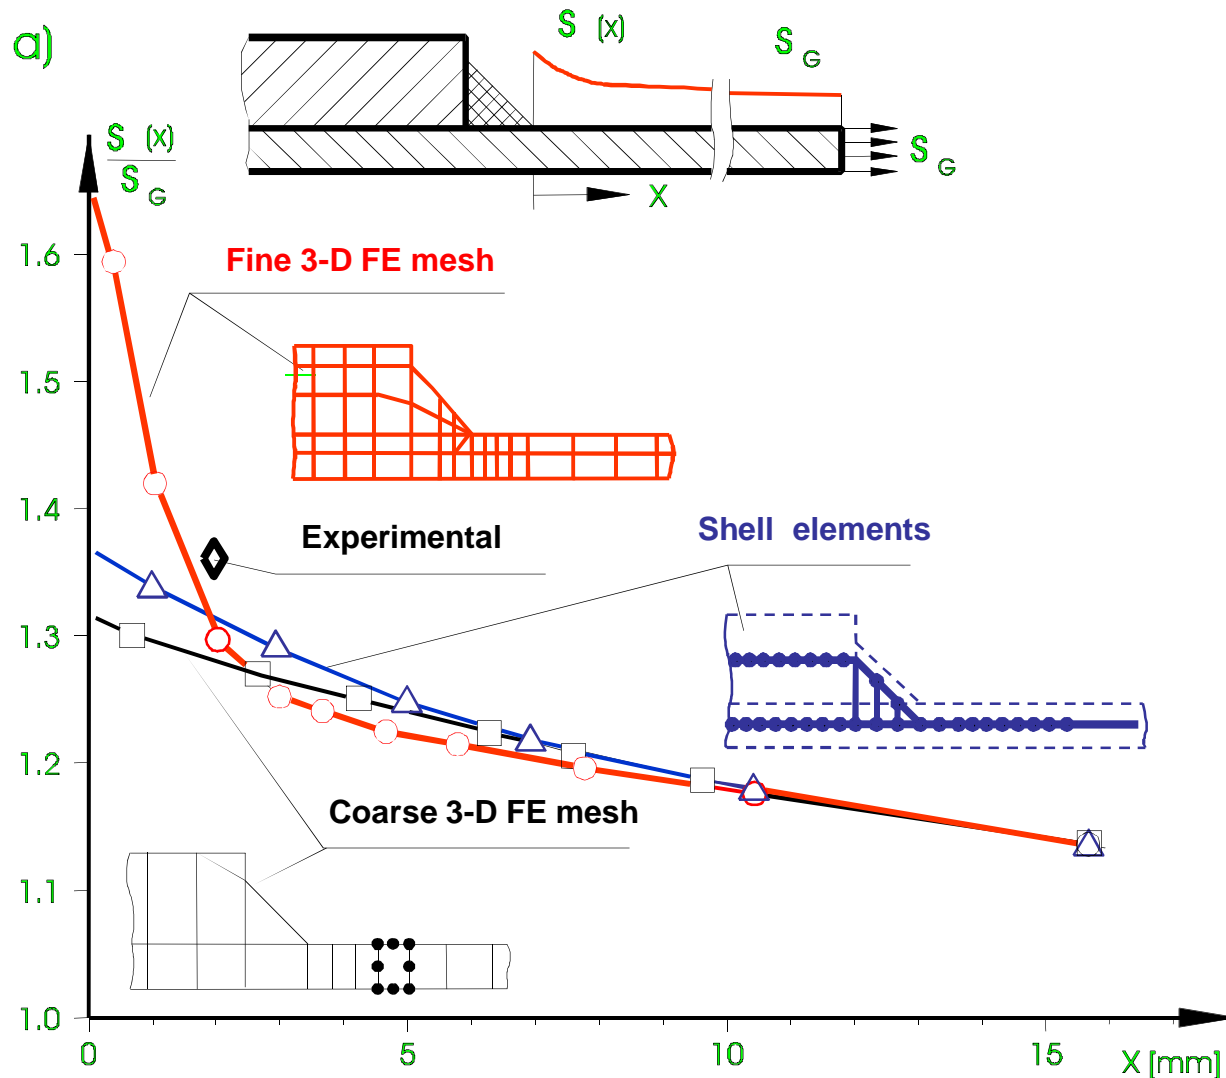 a)
S (x)
S G
S G
X
S (x)
S G
1.6
1.5
1.4
1.3
1.2
1.1
1.0
Fine 3-D FE mesh
Experimental
Shell elements
Coarse 3-D FE mesh
0
5
10
15
X [mm]